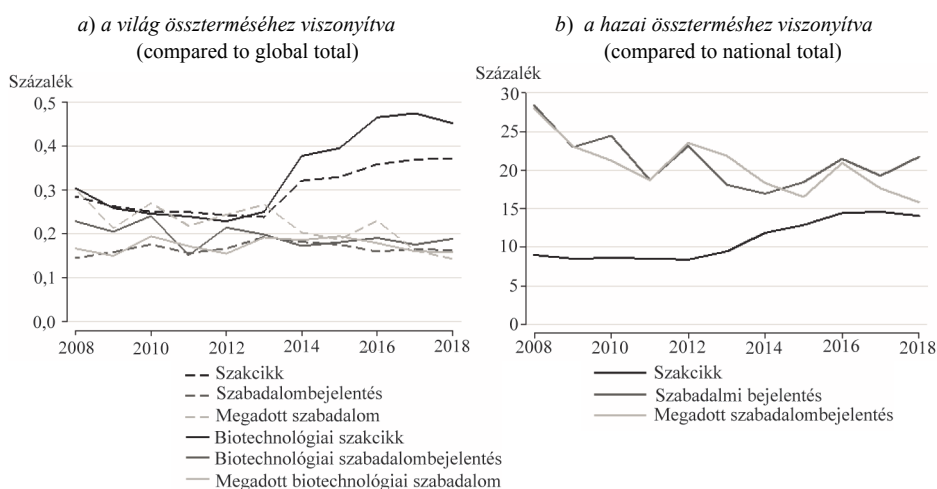 a) a világ össztermeléséhez viszonyítva
(compared to global total)
Százalék
0,5
0,4
0,3
0,2
0,1
0,0
2008 2010 2012 2014 2016 2018
Szakcikk
Szabadalombejelentés
Megadott szabadalom
Biotechnológiai szakcikk
Biotechnológiai szabadalombejelentés
Megadott biotechnológiai szabadalom
b) a hazai összterméshez viszonyítva
(compared to national total)
Százalék
30
25
20
15
10
5
0
2008 2010 2012 2014 2016 2018
Szakcikk
Szabadalmi bejelentés
Megadott szabadalombejelentés